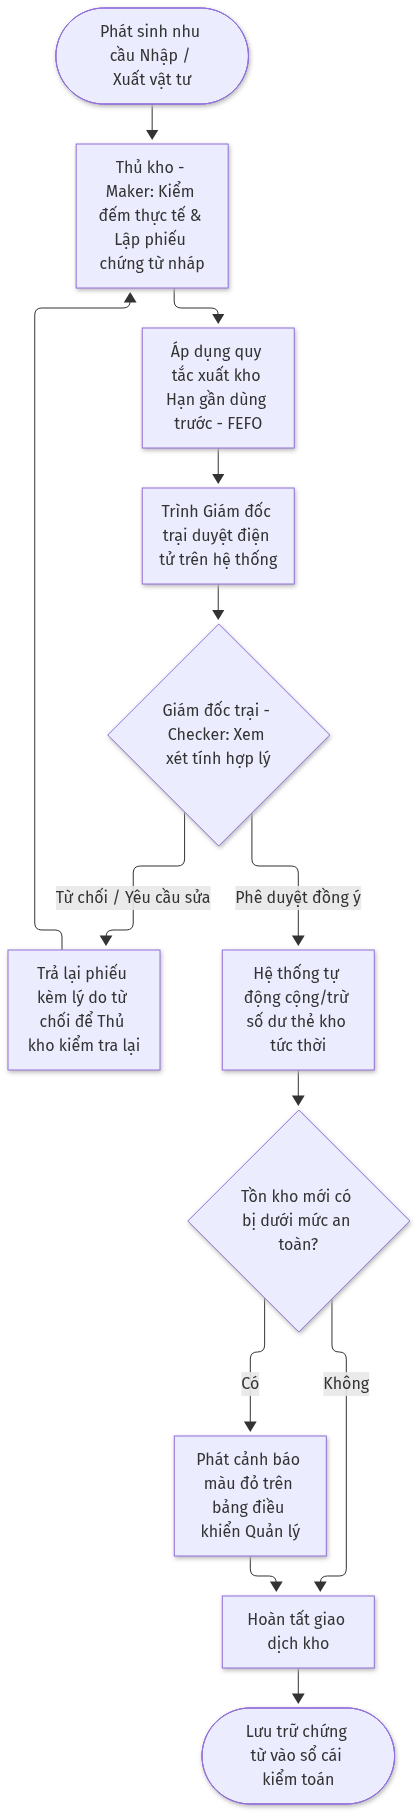 Phát sinh nhu
cầu Nhập /
Xuất vật tư
Thủ kho -
Maker: Kiểm
đếm thực tế &
Lập phiếu
chứng từ nháp
Áp dụng quy
tắc xuất kho
Hạn gần dùng
trước - FEFO
Trình Giám đốc
trại duyệt điện
tử trên hệ thống
Giám đốc trại -
Checker: Xem
xét tính hợp lý
Từ chối / Yêu cầu sửa
Phê duyệt đồng ý
Trả lại phiếu
kèm lý do từ
chối để Thủ
kho kiểm tra lại
Hệ thống tự
động cộng/trừ
số dư thẻ kho
tức thời
Tồn kho mới có
bị dưới mức an
toàn?
Có
Không
Phát cảnh báo
màu đỏ trên
bảng điều
khiển Quản lý
Hoàn tất giao
dịch kho
Lưu trữ chứng
từ vào sổ cái
kiểm toán